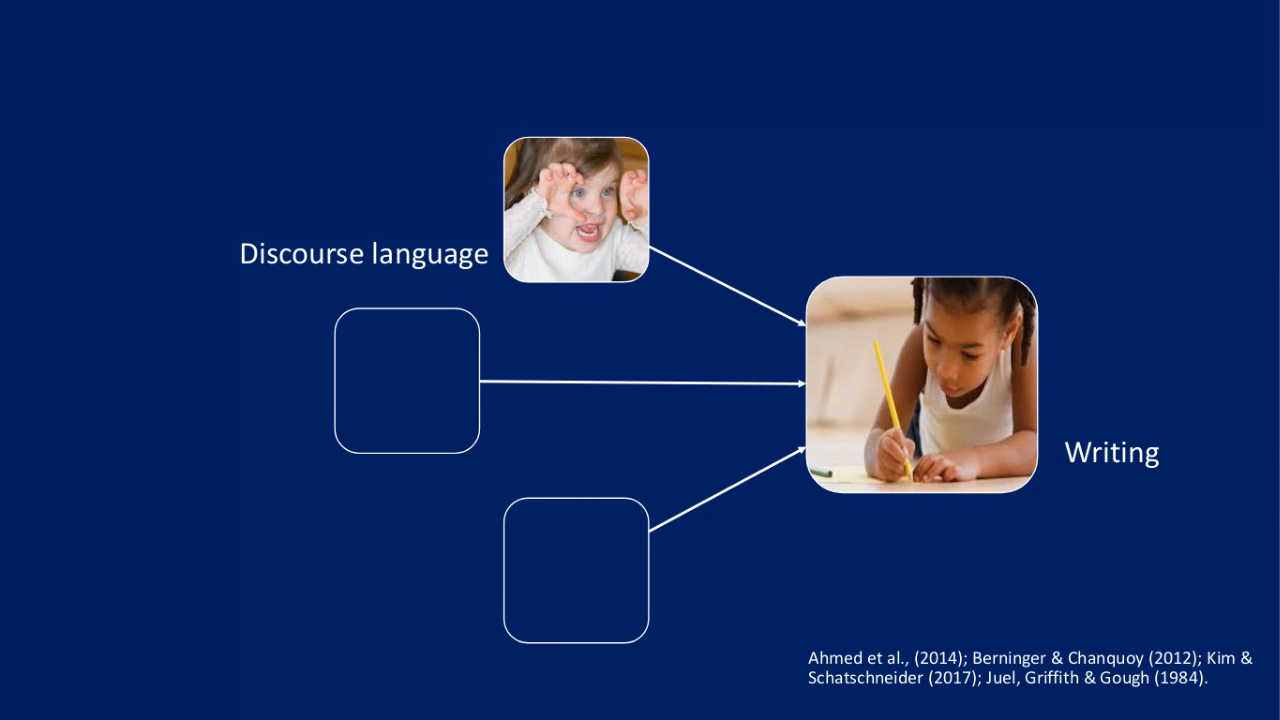 Discourse language
Writing
Ahmed et al., (2014); Berninger & Chanquoy (2012); Kim &
Schatschneider (2017); Juel, Griffith & Gough (1984).